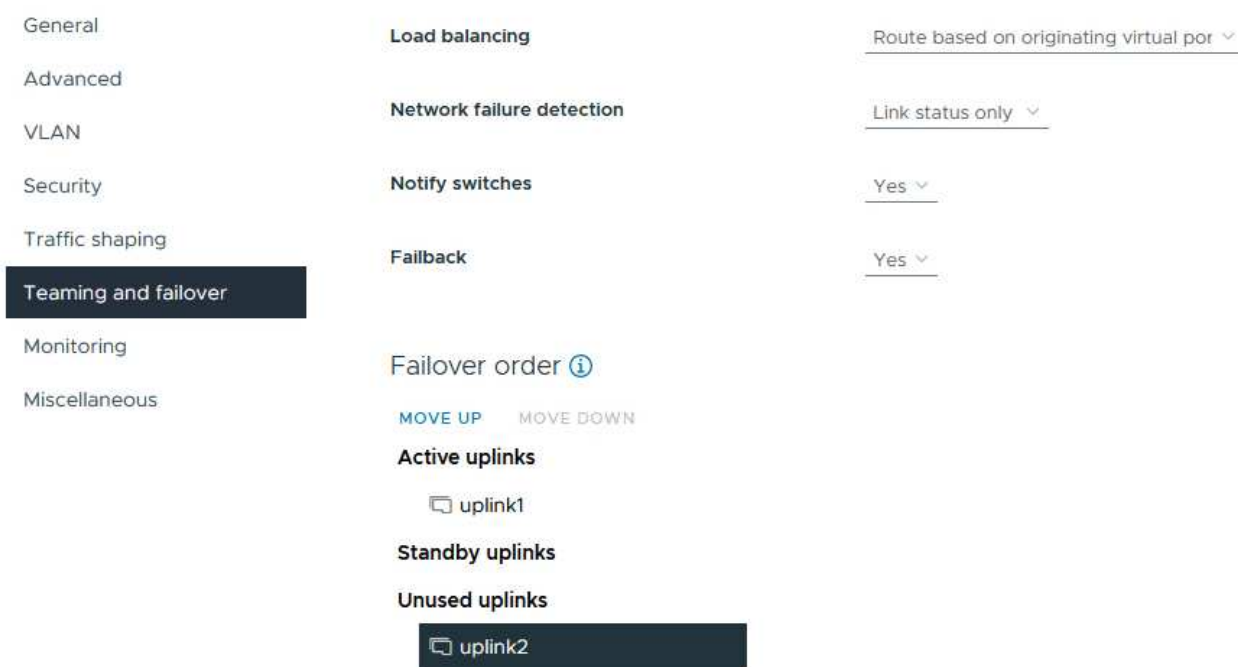 General
Advanced
VLAN
Security
Traffic shaping
Teaming and failover
Monitoring
Miscellaneous
Load balancing Route based on originating virtual por
Network failure detection Link status only
Notify switches Yes
Failback Yes
Failover order
MOVE UP MOVE DOWN
Active uplinks
uplink1
Standby uplinks
Unused uplinks
uplink2